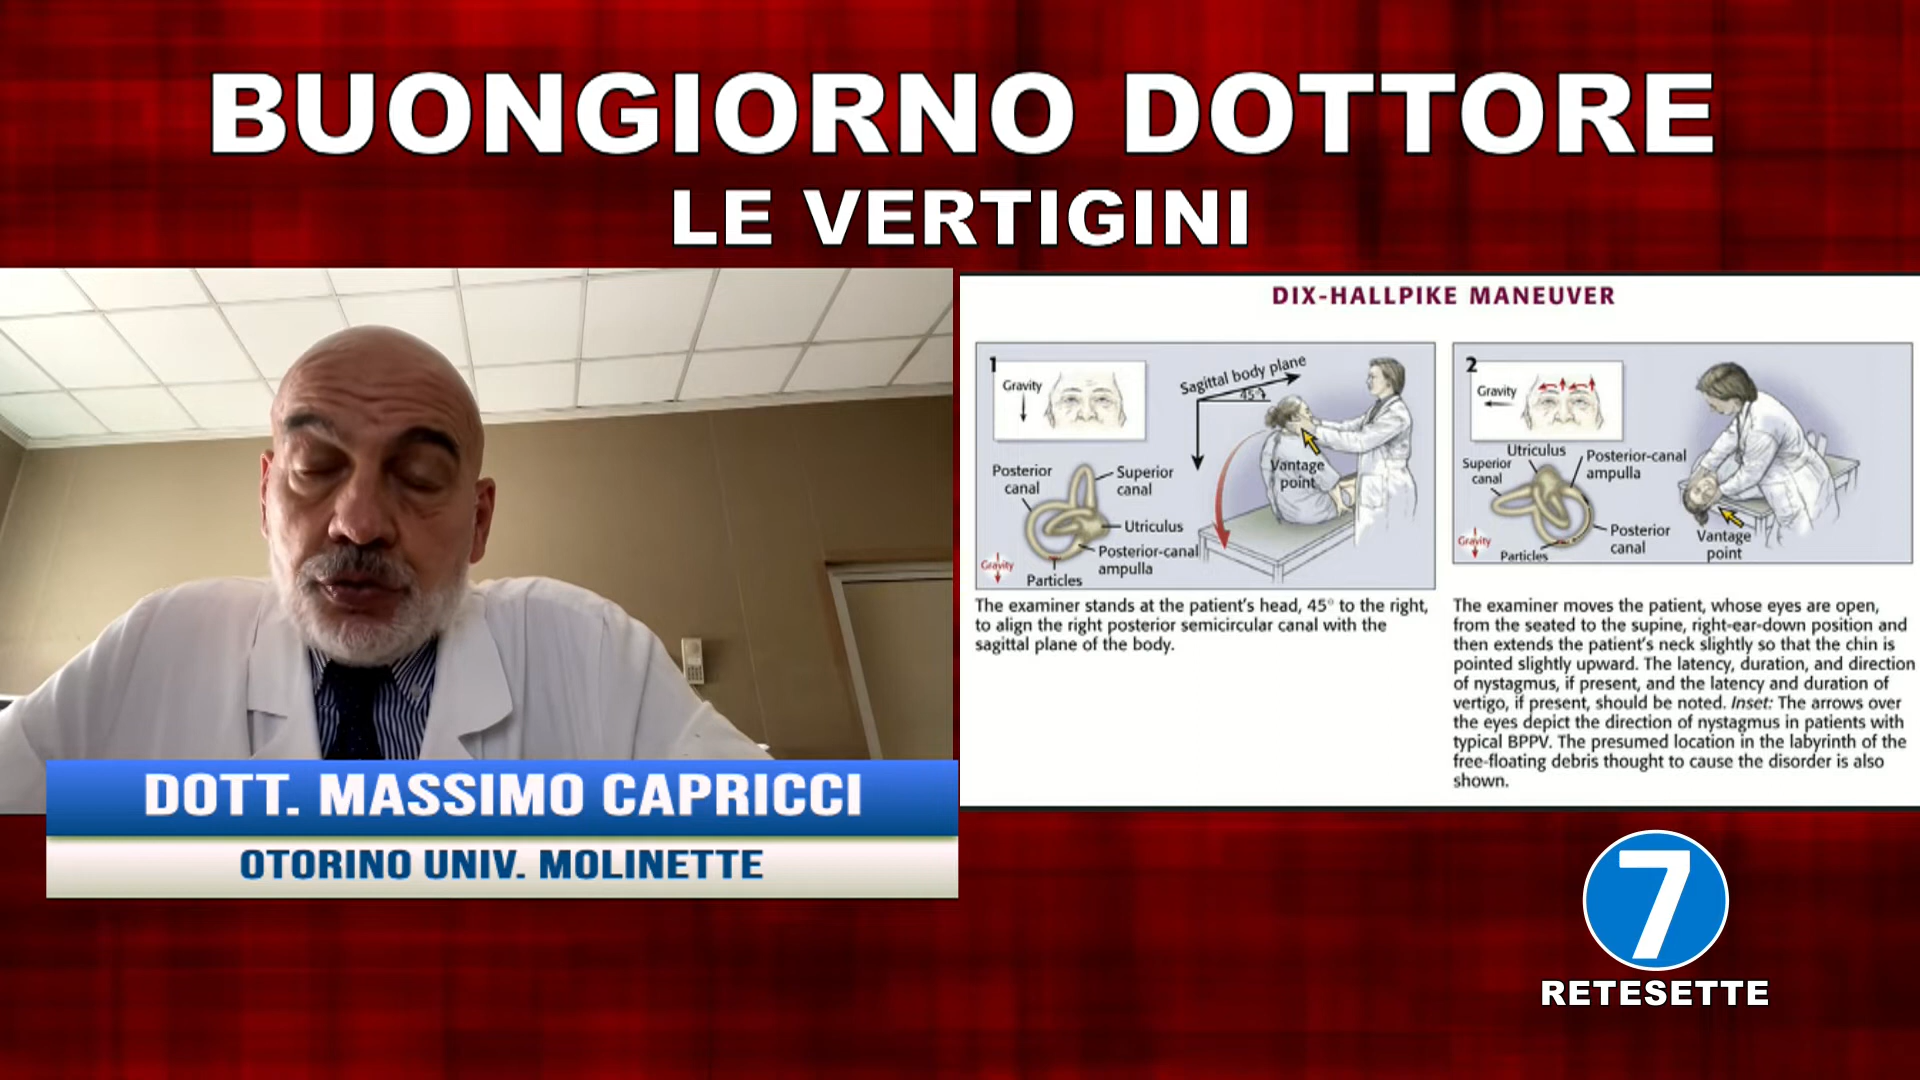 BUONGIORNO DOTTORE
LE VERTIGINI
DOTT. MASSIMO CAPRICCI
OTORINO UNIV. MOLINETTE
DIX-HALLPIKE MANEUVER
1
Gravity
Sagittal body plane
45°
Vantage
point
Posterior
canal
Superior
canal
Utriculus
Posterior-canal
ampulla
Gravity
Particles
The examiner stands at the patient's head, 45° to the right,
to align the right posterior semicircular canal with the
sagittal plane of the body.
2
Gravity
Utriculus
Superior
canal
Posterior-canal
ampulla
Posterior
canal
Gravity
Particles
Vantage
point
The examiner moves the patient, whose eyes are open,
from the seated to the supine, right-ear-down position and
then extends the patient's neck slightly so that the chin is
pointed slightly upward. The latency, duration, and direction
of nystagmus, if present, and the latency and duration of
vertigo, if present, should be noted. Inset: The arrows over
the eyes depict the direction of nystagmus in patients with
typical BPPV. The presumed location in the labyrinth of the
free-floating debris thought to cause the disorder is also
shown.
7
RETESETTE